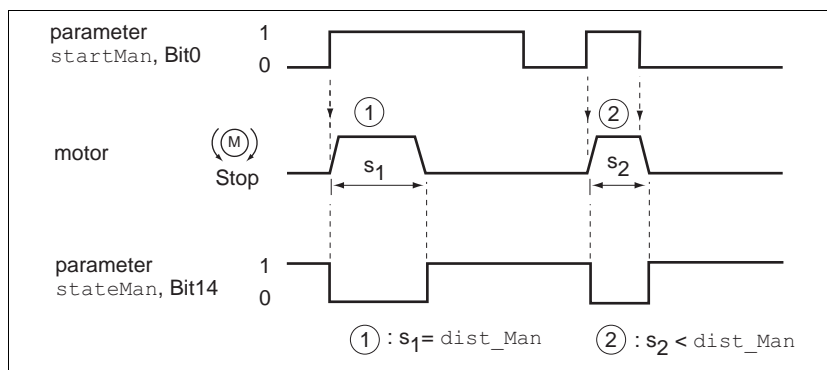 parameter
startMan, Bit0
1
0
1
2
motor
M
Stop
s1
s2
parameter
stateMan, Bit14
1
0
1 : s1= dist_Man
2 : s2 < dist_Man